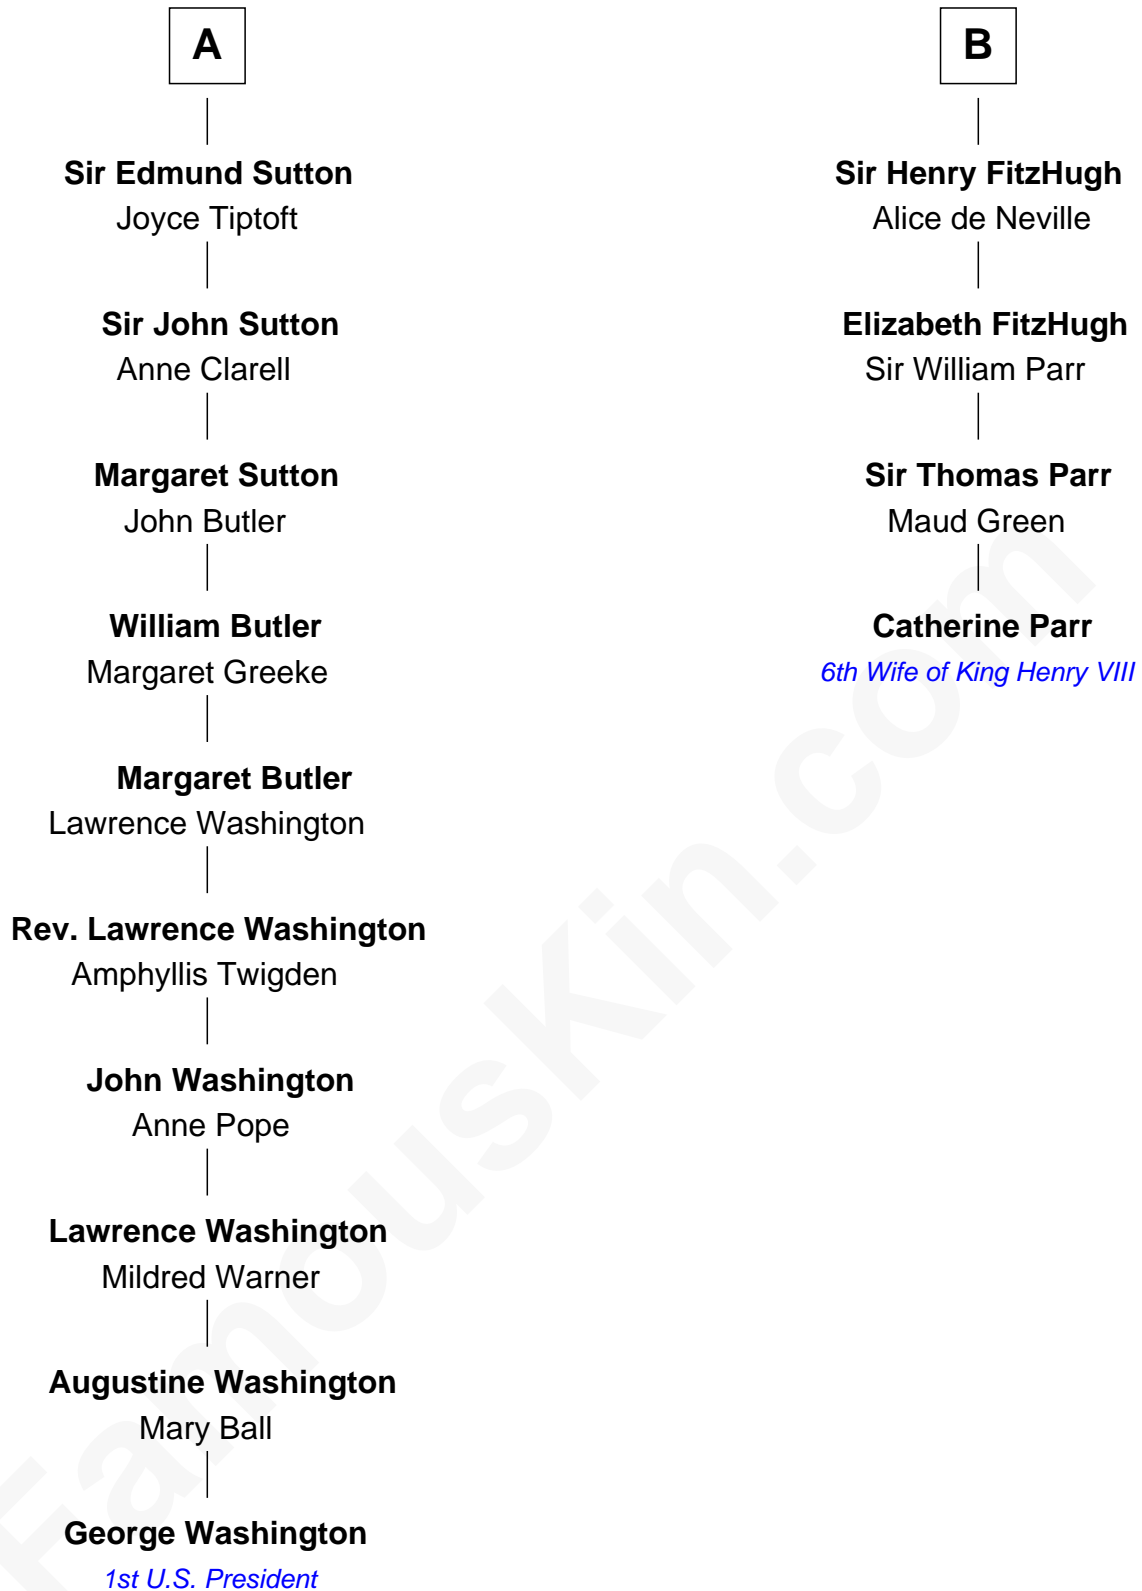 A
Sir Edmund Sutton
Joyce Tiptoft
Sir John Sutton
Anne Clarell
Margaret Sutton
John Butler
William Butler
Margaret Greeke
Margaret Butler
Lawrence Washington
Rev. Lawrence Washington
Amphyllis Twigden
John Washington
Anne Pope
Lawrence Washington
Mildred Warner
Augustine Washington
Mary Ball
George Washington
1st U.S. President
B
Sir Henry FitzHugh
Alice de Neville
Elizabeth FitzHugh
Sir William Parr
Sir Thomas Parr
Maud Green
Catherine Parr
6th Wife of King Henry VIII
FamousKin.com